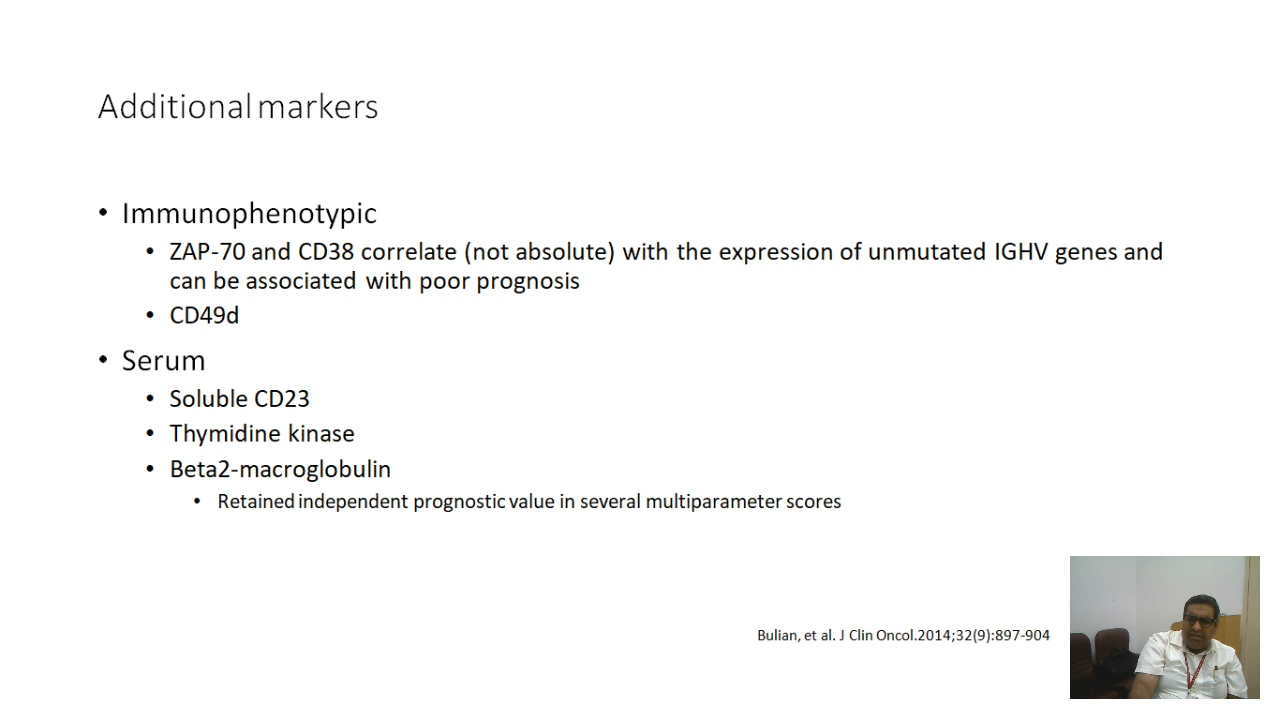 Additional markers
• Immunophenotypic
• ZAP-70 and CD38 correlate (not absolute) with the expression of unmutated IGHV genes and
can be associated with poor prognosis
• CD49d
• Serum
• Soluble CD23
• Thymidine kinase
• Beta2-macroglobulin
• Retained independent prognostic value in several multiparameter scores
Bulian, et al. J Clin Oncol.2014;32(9):897-904